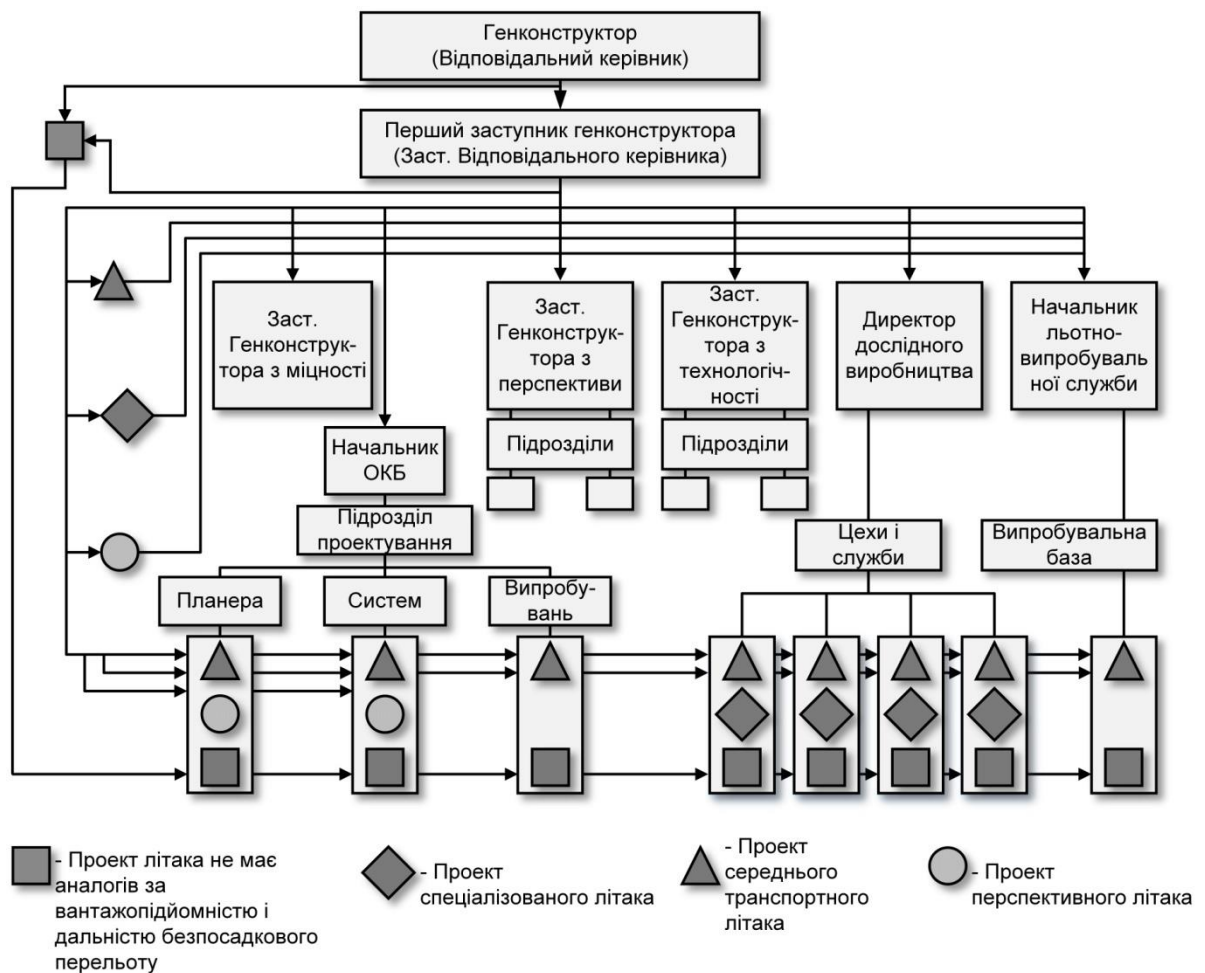 Генконструктор
(Відповідальний керівник)
Перший заступник генконструктора
(Заст. Відповідального керівника)
Заст.
Генконструк-
тора з міцності
Заст.
Генконструк-
тора з
перспективи
Заст.
Генконструк-
тора з
технологіч-
ності
Директор
дослідного
виробництва
Начальник
льотно-
випробуваль
ної служби
Начальник
ОКБ
Підрозділи
Підрозділи
Підрозділ
проектування
Цехи і
служби
Випробувальна
база
Планера
Систем
Випробу-
вань
- Проект літака не має
аналогів за
вантажопідйомністю і
дальністю безпосадкового
перельоту
- Проект
спеціалізованого літака
- Проект
середнього
транспортного
літака
- Проект
перспективного літака